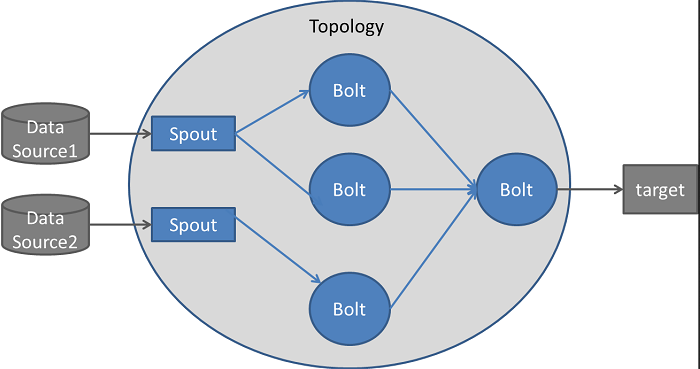 Topology
Bolt
Data
Source1
Spout
Bolt
Bolt
target
Data
Source2
Spout
Bolt